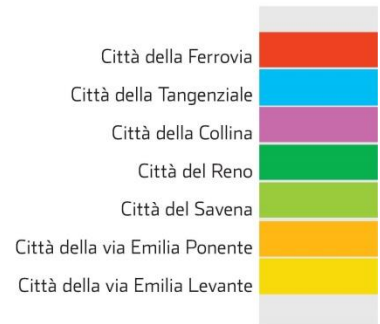 Città della Ferrovia
Città della Tangenziale
Città della Collina
Città del Reno
Città del Savena
Città della via Emilia Ponente
Città della via Emilia Levante